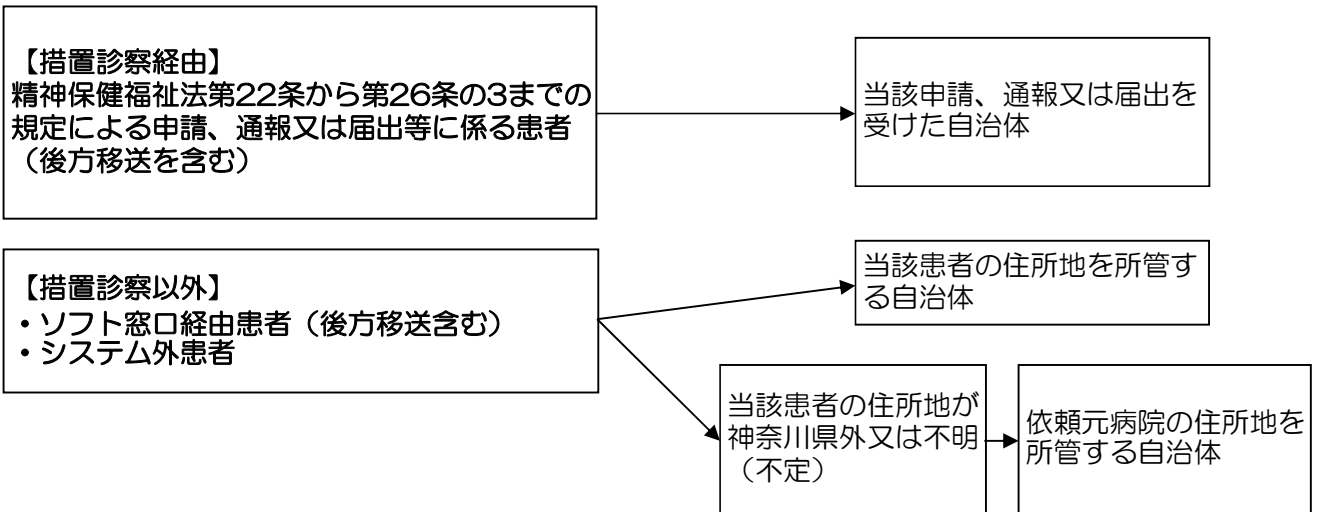 【措置診察経由】
精神保健福祉法第22条から第26条の3までの
規定による申請、通報又は届出等に係る患者
（後方移送を含む）
当該申請、通報又は届出を
受けた自治体
【措置診察以外】
・ソフト窓口経由患者（後方移送含む）
・システム外患者
当該患者の住所地を所管す
る自治体
当該患者の住所地が
神奈川県外又は不明
（不定）
依頼元病院の住所地を
所管する自治体